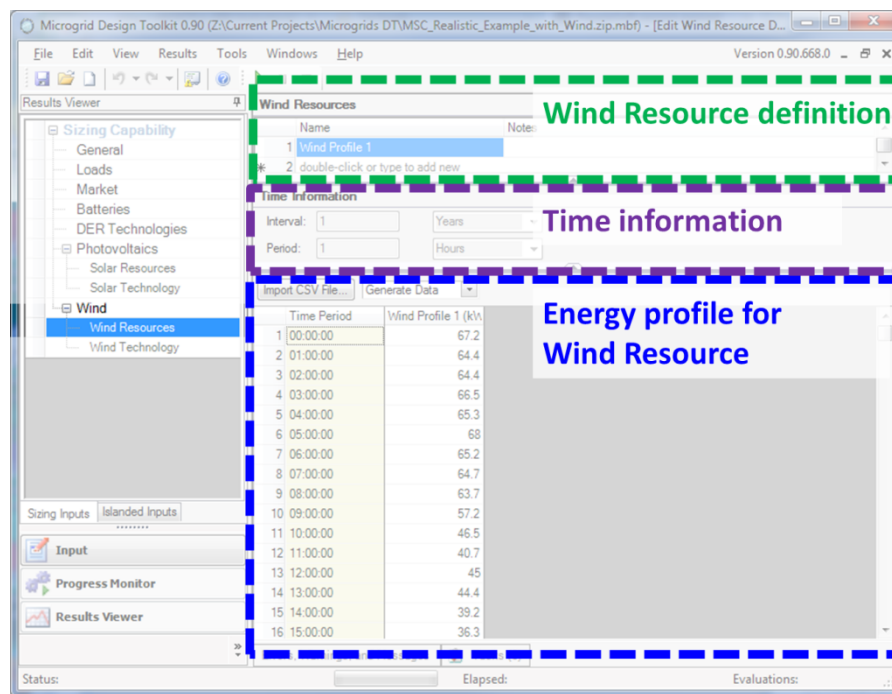 Microgrid Design Toolkit 0.90 (Z:\Current Projects\Microgrids DT\MSC_Realistic_Example_with_Wind.zip.mbf) - [Edit Wind Resource D...
File Edit View Results Tools Windows Help Version 0.90.668.0
Results Viewer
Sizing Capability
General
Loads
Market
Batteries
DER Technologies
Photovoltaics
Solar Resources
Solar Technology
Wind
Wind Resources
Wind Technology
Sizing Inputs Islanded Inputs
Input
Progress Monitor
Results Viewer
Wind Resources
Wind Resource definition
Name Notes
1 Wind Profile 1
* 2 double-click or type to add new
Time Information
Time information
Interval: 1 Years
Period: 1 Hours
Import CSV File... Generate Data
Energy profile for
Wind Resource
Time Period Wind Profile 1 (kW
1 00:00:00 67.2
2 01:00:00 64.4
3 02:00:00 64.4
4 03:00:00 66.5
5 04:00:00 65.3
6 05:00:00 68
7 06:00:00 65.2
8 07:00:00 64.7
9 08:00:00 63.7
10 09:00:00 57.2
11 10:00:00 46.5
12 11:00:00 40.7
13 12:00:00 45
14 13:00:00 44.4
15 14:00:00 39.2
16 15:00:00 36.3
Status: Elapsed: Evaluations: